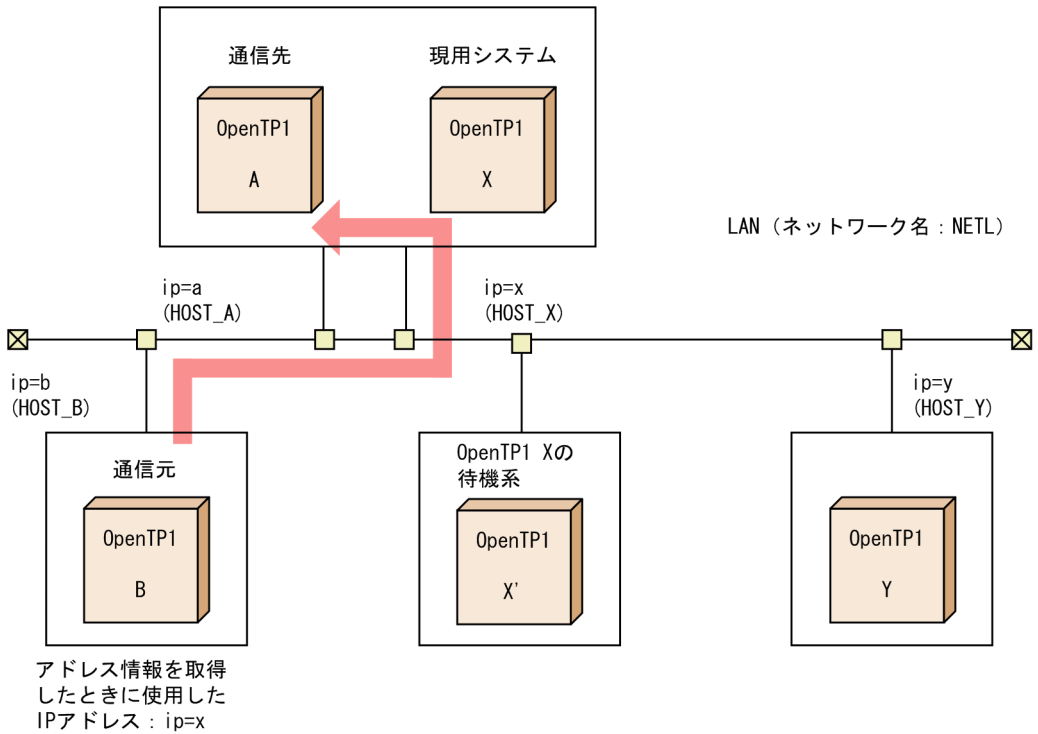 通信先
現用システム
OpenTP1
A
OpenTP1
X
LAN（ネットワーク名：NETL）
ip=a
(HOST_A)
ip=x
(HOST_X)
ip=b
(HOST_B)
ip=y
(HOST_Y)
通信元
OpenTP1
B
OpenTP1 Xの
待機系
OpenTP1
X'
OpenTP1
Y
アドレス情報を取得
したときに使用した
IPアドレス：ip=x